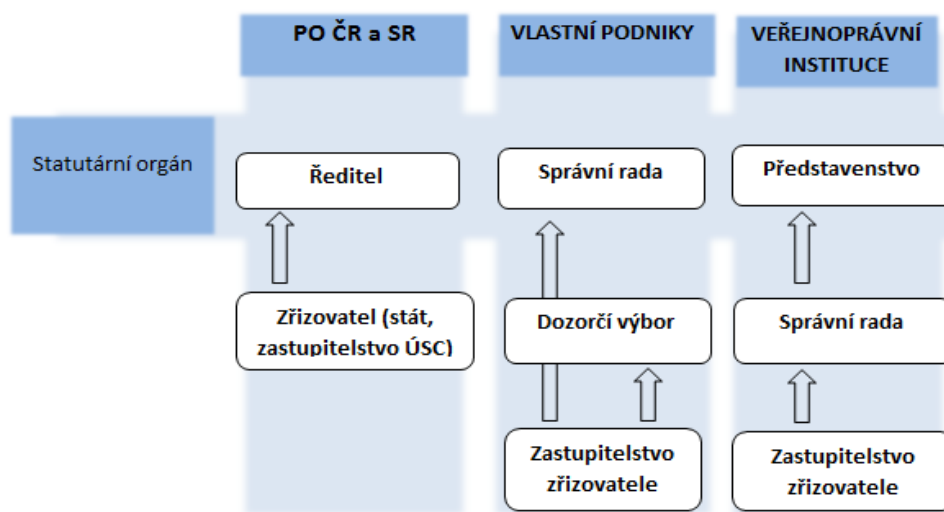 PO ČR a SR
VLASTNÍ PODNIKY
VEŘEJNOPRÁVNÍ
INSTITUCE
Statutární orgán
Ředitel
Správní rada
Představenstvo
Zřizovatel (stát,
zastupitelstvo ÚSC)
Dozorčí výbor
Správní rada
Zastupitelstvo
zřizovatele
Zastupitelstvo
zřizovatele